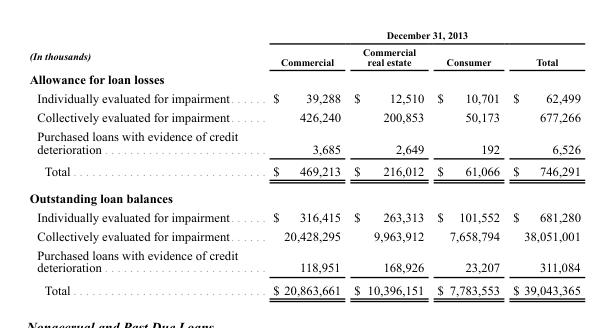 December 31, 2013
(In thousands) Commercial Commercial real estate Consumer Total
Allowance for loan losses
Individually evaluated for impairment . . . . . . $ 39,288 $ 12,510 $ 10,701 $ 62,499
Collectively evaluated for impairment . . . . . . 426,240 200,853 50,173 677,266
Purchased loans with evidence of credit
deterioration . . . . . . . . . . . . . . . . . . . . . . . . 3,685 2,649 192 6,526
Total . . . . . . . . . . . . . . . . . . . . . . . . . . . . . $ 469,213 $ 216,012 $ 61,066 $ 746,291
Outstanding loan balances
Individually evaluated for impairment . . . . . . $ 316,415 $ 263,313 $ 101,552 $ 681,280
Collectively evaluated for impairment . . . . . . 20,428,295 9,963,912 7,658,794 38,051,001
Purchased loans with evidence of credit
deterioration . . . . . . . . . . . . . . . . . . . . . . . . 118,951 168,926 23,207 311,084
Total . . . . . . . . . . . . . . . . . . . . . . . . . . . . . $ 20,863,661 $ 10,396,151 $ 7,783,553 $ 39,043,365
Nonaccrual and Past Due Loans